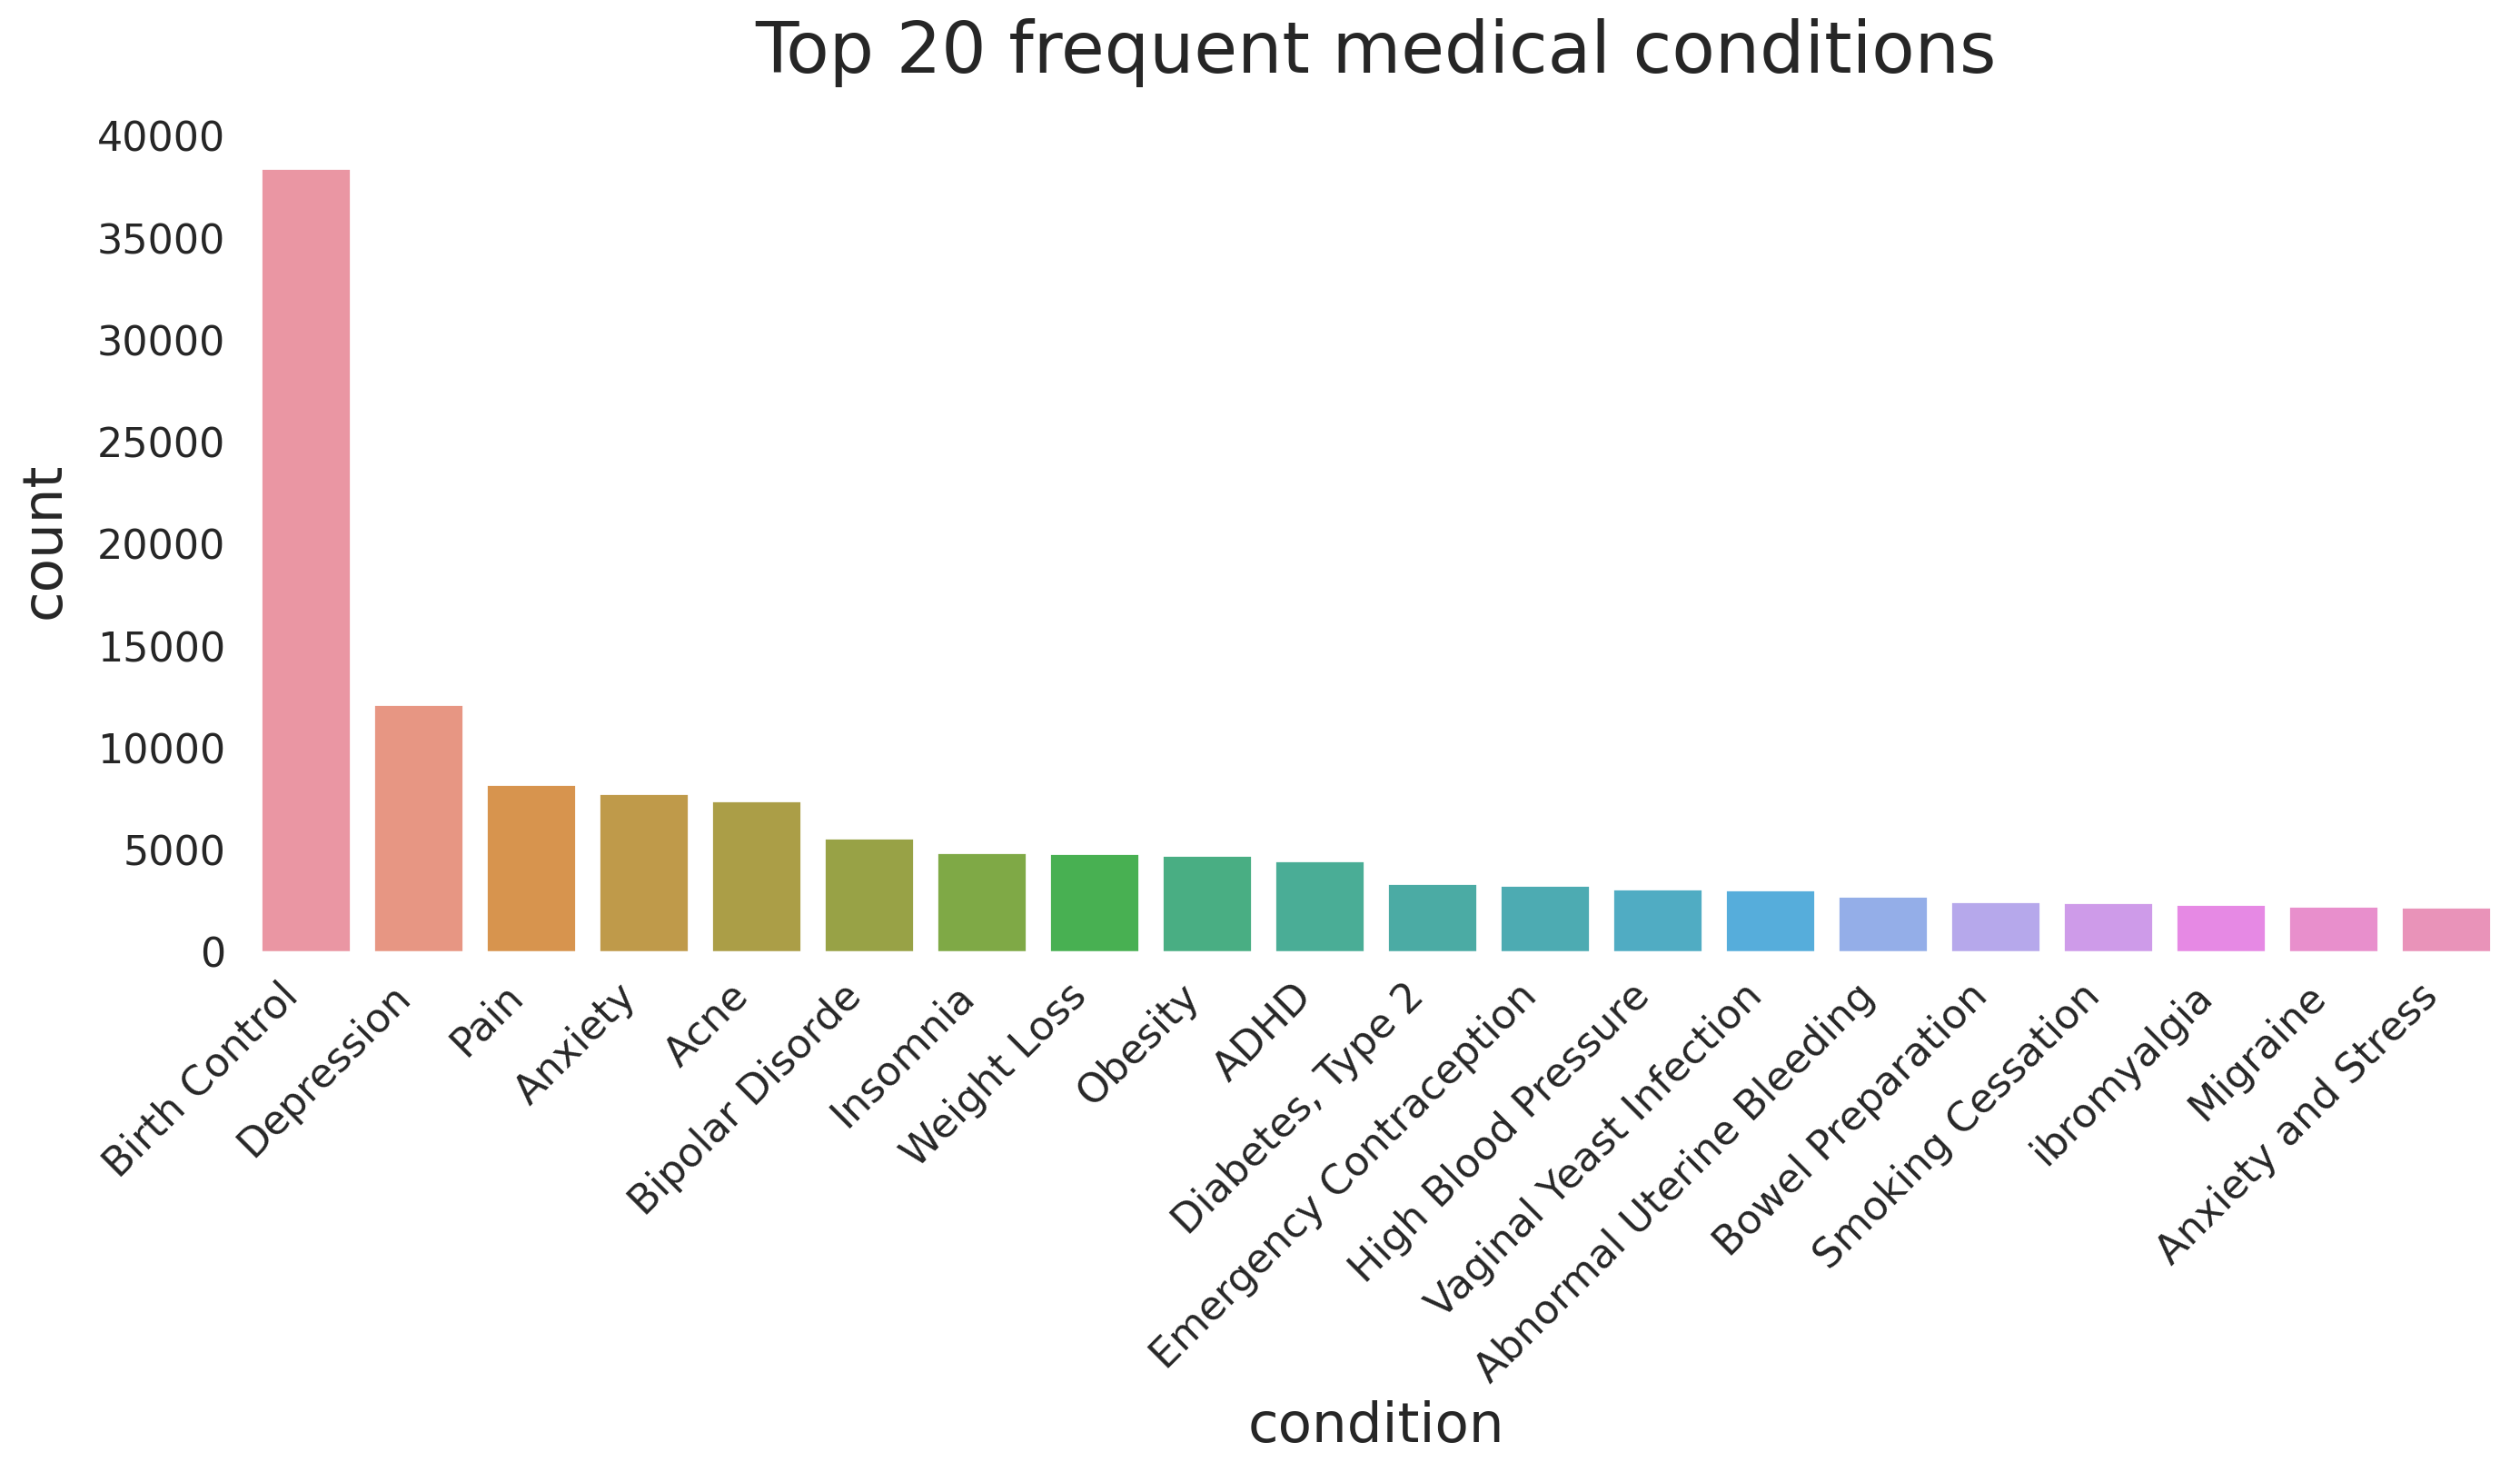 Top 20 frequent medical conditions
40000
35000
30000
25000
20000
15000
10000
5000
0
count
Birth Control
Depression
Pain
Anxiety
Acne
Bipolar Disorde
Insomnia
Weight Loss
Obesity
ADHD
Diabetes, Type 2
Emergency Contraception
High Blood Pressure
Vaginal Yeast Infection
Abnormal Uterine Bleeding
Bowel Preparation
Smoking Cessation
ibromyalgia
Migraine
Anxiety and Stress
condition